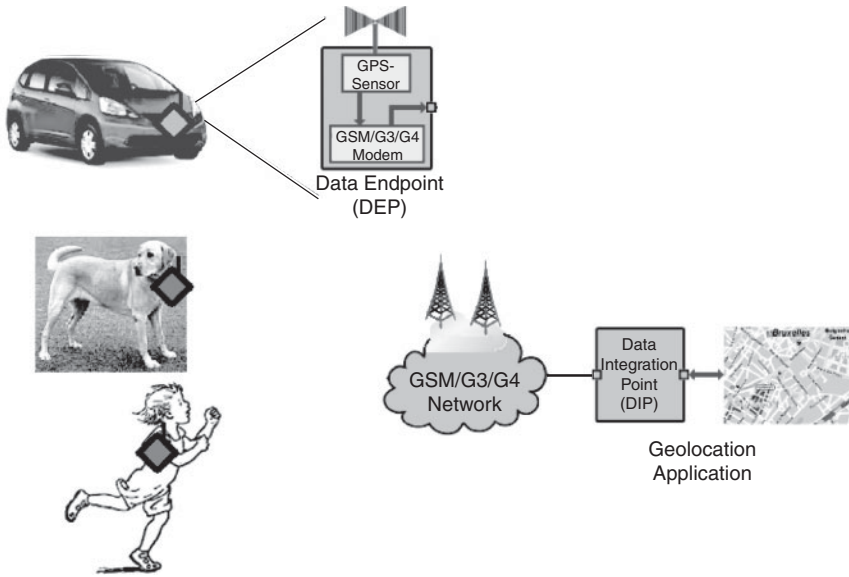 GPS-
Sensor
GSM/G3/G4
Modem
Data Endpoint
(DEP)
GSM/G3/G4
Network
Data
Integration
Point
(DIP)
Bruxelles
Geolocation
Application